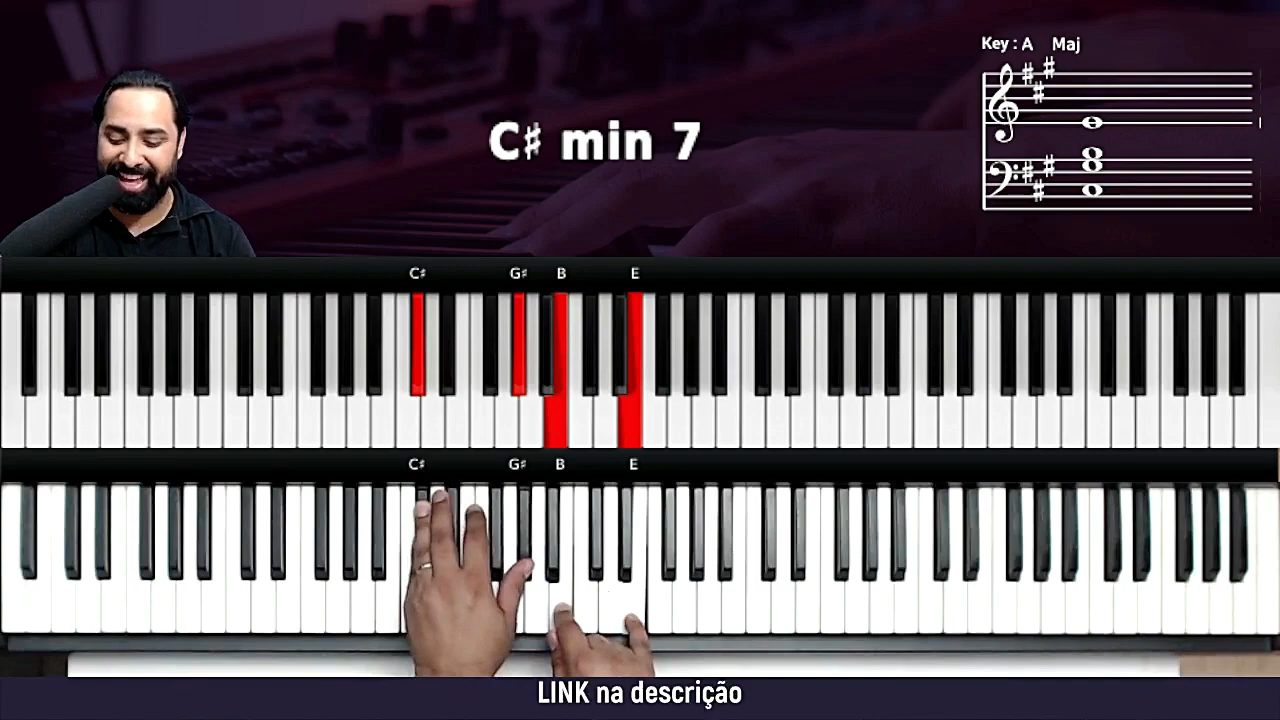 Key : A Maj
C♯ min 7
C♯ G♯ B E
C♯ G♯ B E
LINK na descrição